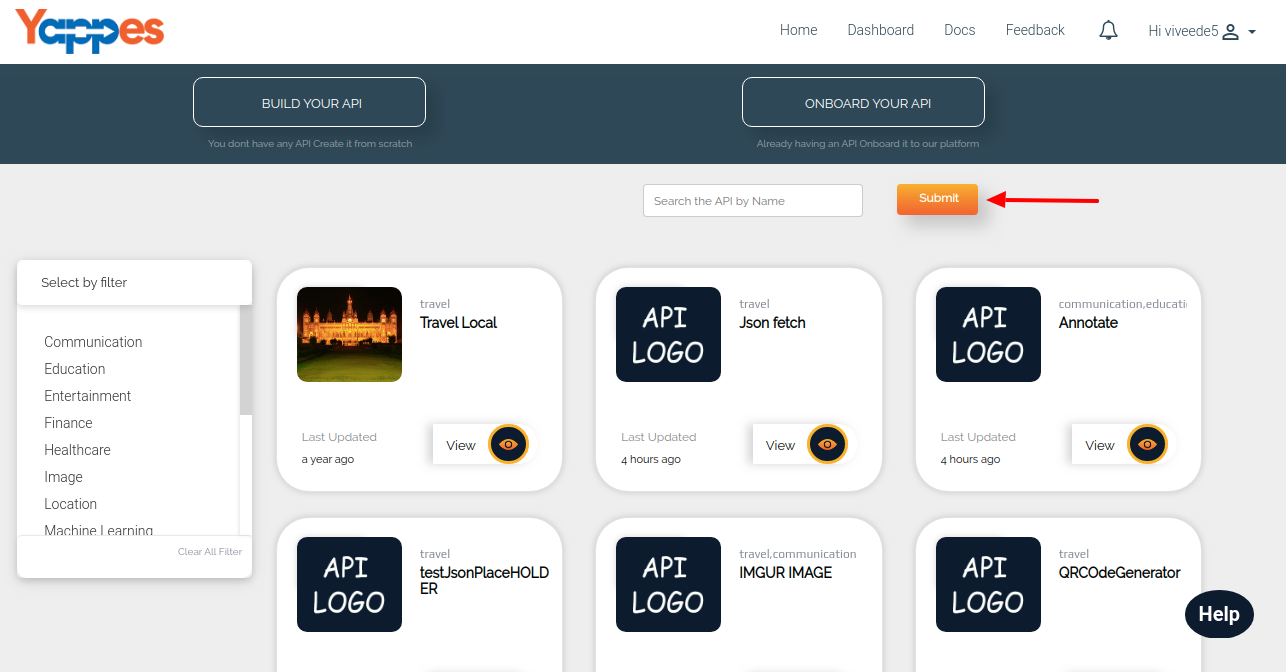 Yappes
Home Dashboard Docs Feedback Hi viveede5
BUILD YOUR API
ONBOARD YOUR API
You dont have any API Create it from scratch
Already having an API Onboard it to our platform
Search the API by Name
Submit
Select by filter
Communication
Education
Entertainment
Finance
Healthcare
Image
Location
Machine Learning
Clear All Filter
travel
Travel Local
Last Updated
a year ago
View
API
LOGO
travel
Json fetch
Last Updated
4 hours ago
View
API
LOGO
communication,educati
Annotate
Last Updated
4 hours ago
View
API
LOGO
travel
testJsonPlaceHOLD
ER
API
LOGO
travel,communication
IMGUR IMAGE
API
LOGO
travel
QRCOdeGenerator
Help